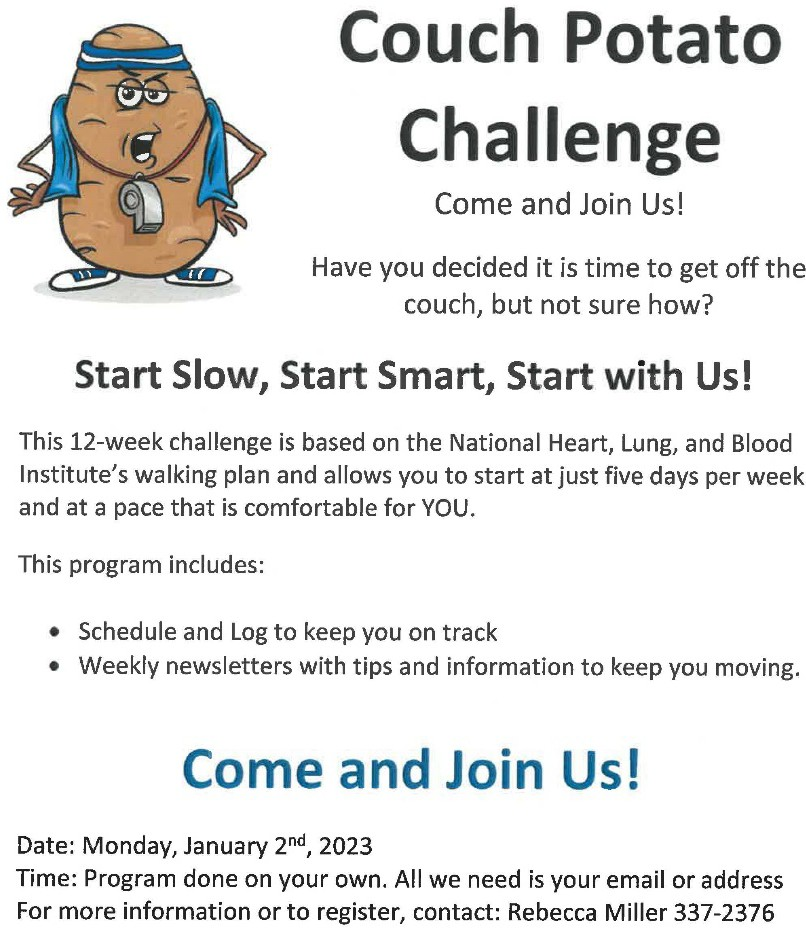 Couch Potato
Challenge
Come and Join Us!
Have you decided it is time to get off the
couch, but not sure how?
Start Slow, Start Smart, Start with Us!
This 12-week challenge is based on the National Heart, Lung, and Blood
Institute's walking plan and allows you to start at just five days per week
and at a pace that is comfortable for YOU.
This program includes:
• Schedule and Log to keep you on track
• Weekly newsletters with tips and information to keep you moving.
Come and Join Us!
Date: Monday, January 2nd, 2023
Time: Program done on your own. All we need is your email or address
For more information or to register, contact: Rebecca Miller 337-2376